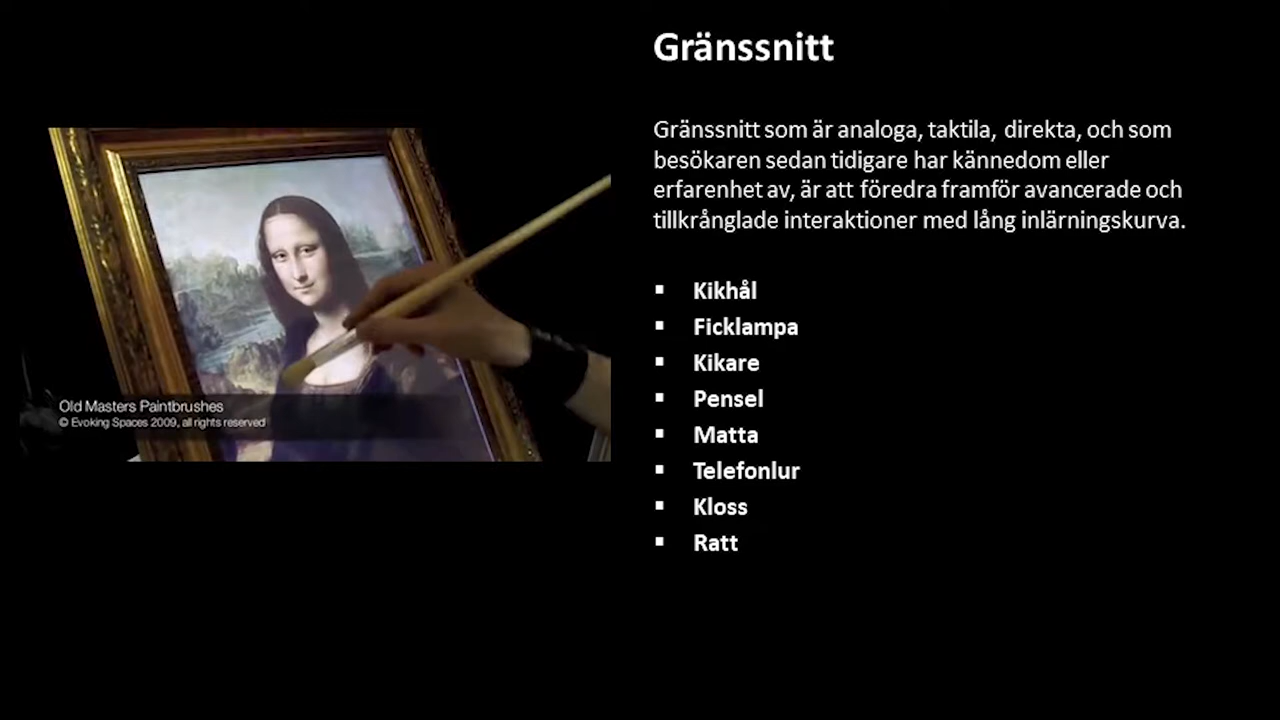 Gränssnitt
Gränssnitt som är analoga, taktila, direkta, och som
besökaren sedan tidigare har kännedom eller
erfarenhet av, är att föredra framför avancerade och
tillkrånglade interaktioner med lång inlärningskurva.
▪ Kikhål
▪ Ficklampa
▪ Kikare
▪ Pensel
▪ Matta
▪ Telefonlur
▪ Kloss
▪ Ratt
Old Masters Paintbrushes
© Evoking Spaces 2009, all rights reserved